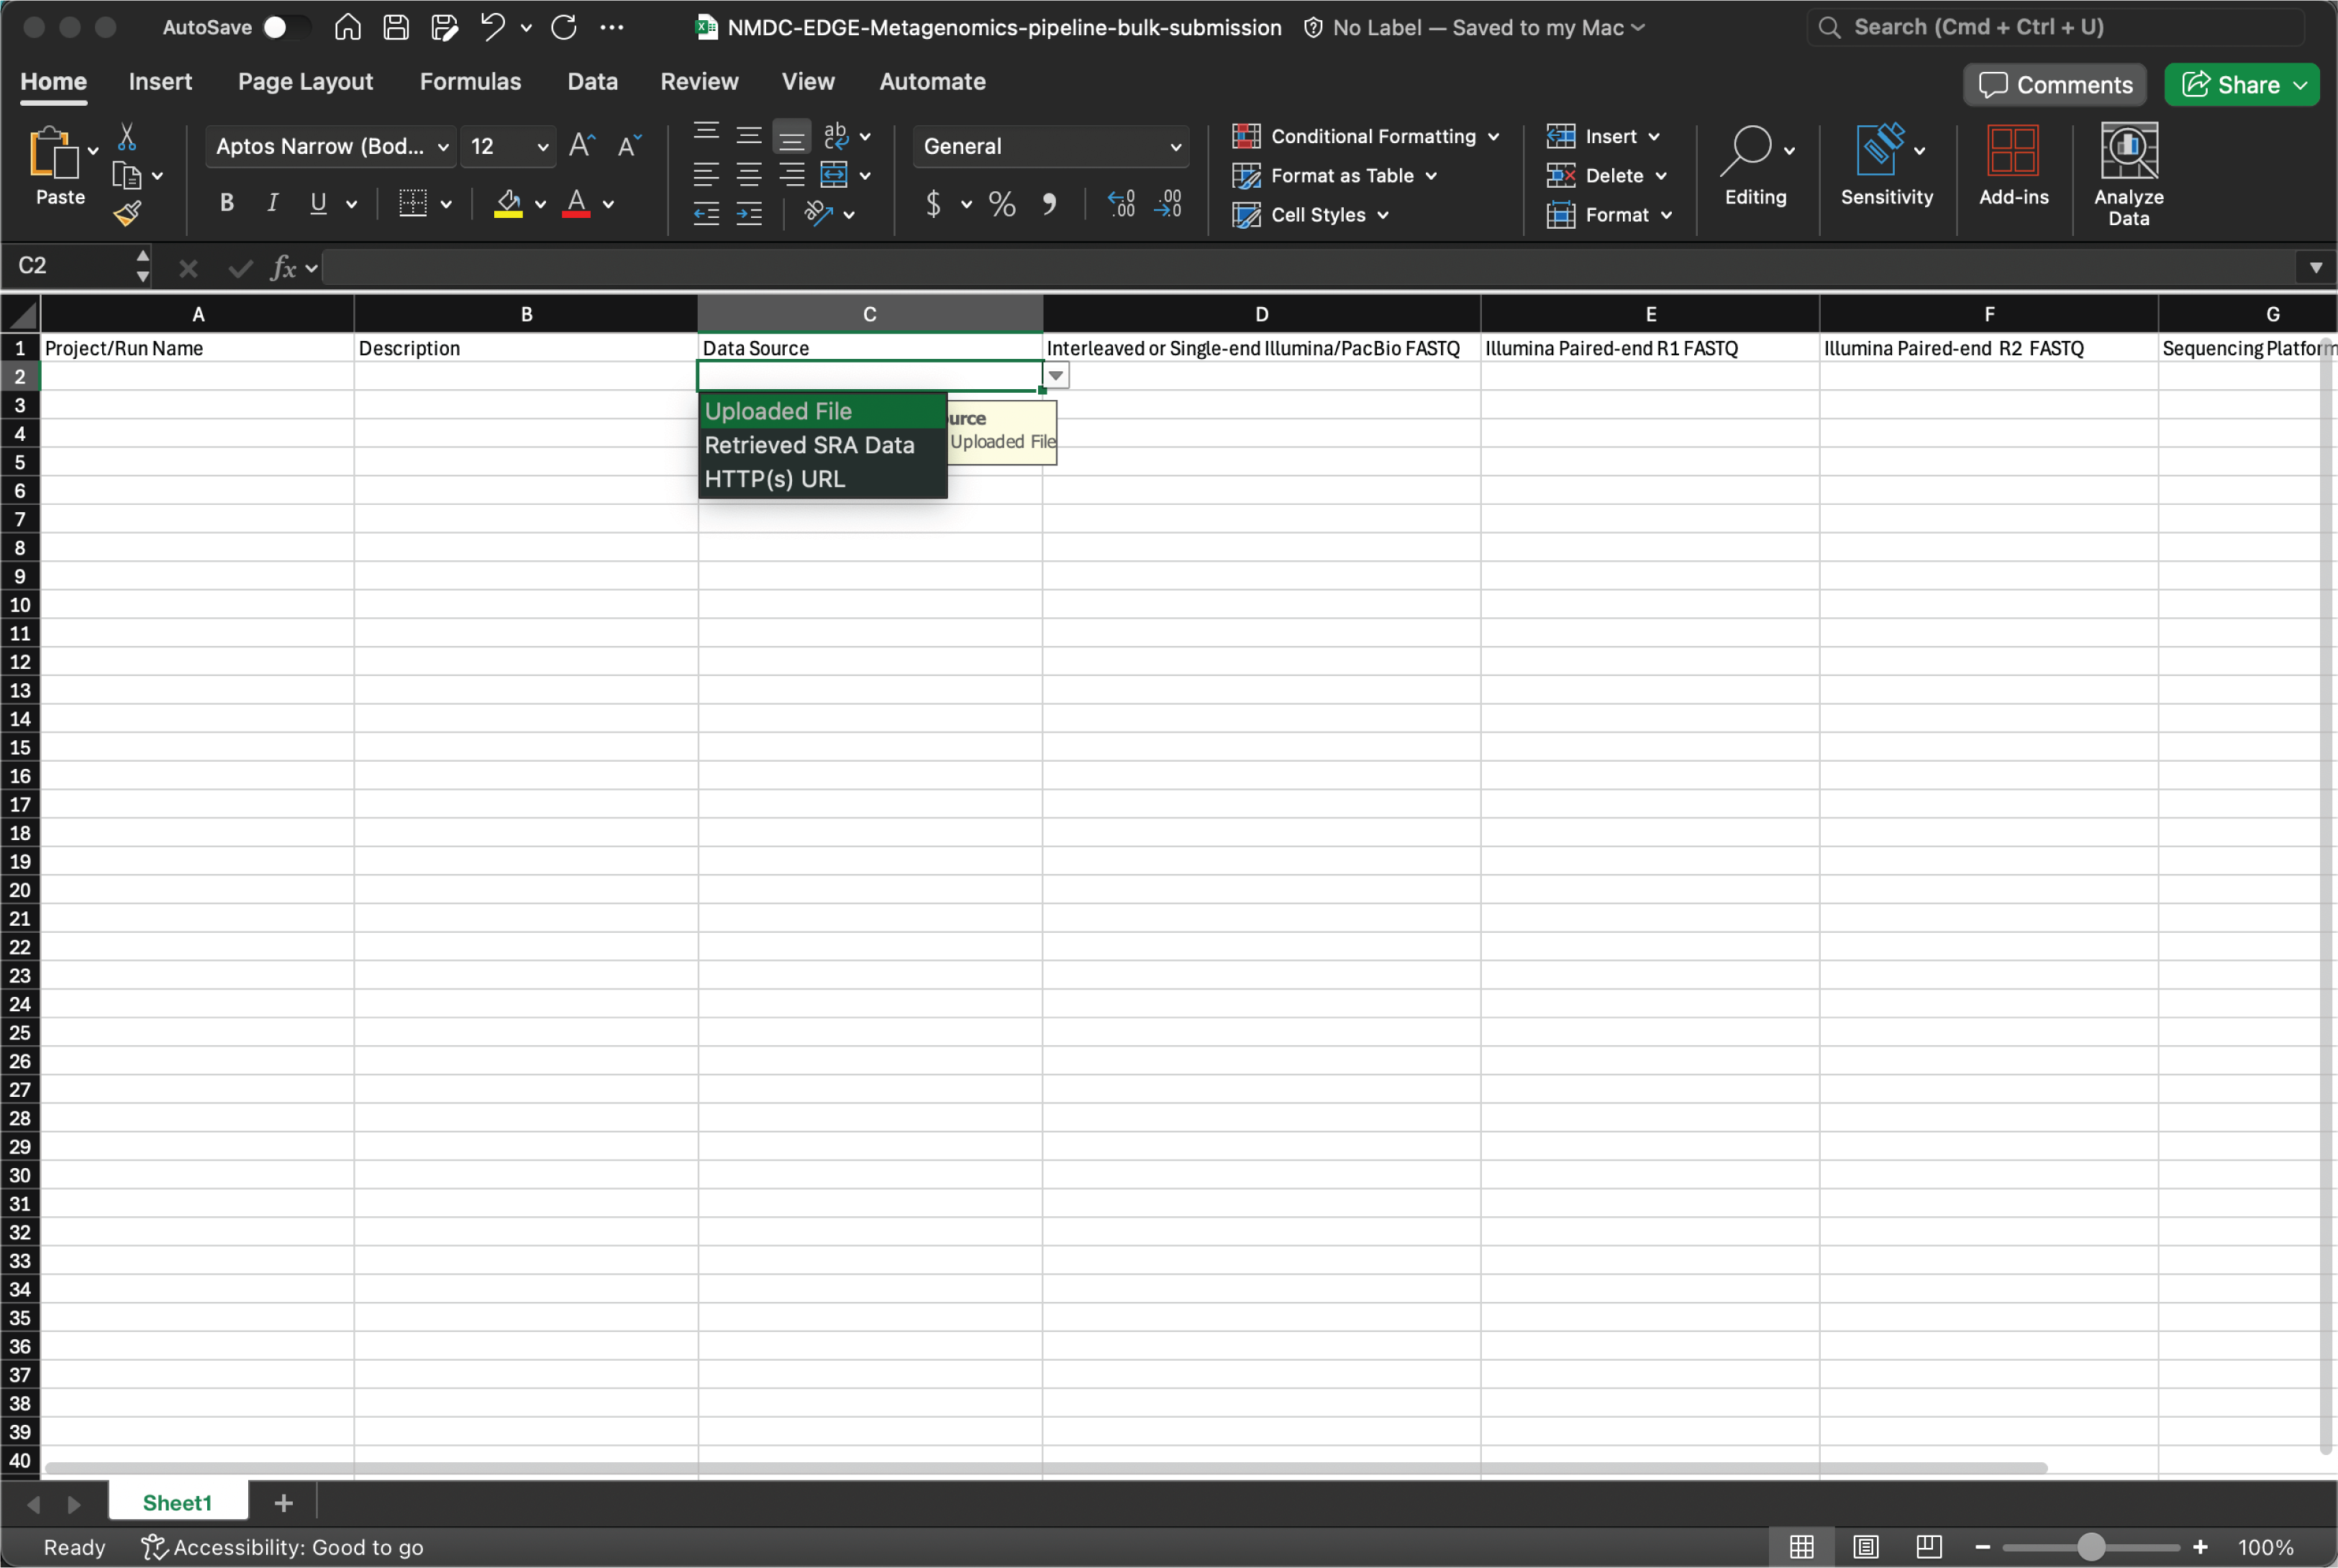 AutoSave NMDC-EDGE-Metagenomics-pipeline-bulk-submission No Label — Saved to my Mac Search (Cmd + Ctrl + U)
Home Insert Page Layout Formulas Data Review View Automate Comments Share
Paste
Aptos Narrow (Bod... 12 A A
B I U A
ab
General
$ % , .00 .00
Conditional Formatting
Format as Table
Cell Styles
Insert
Delete
Format
Editing
Sensitivity
Add-ins
Analyze
Data
C2 fx
A B C D E F G
1 Project/Run Name Description Data Source Interleaved or Single-end Illumina/PacBio FASTQ Illumina Paired-end R1 FASTQ Illumina Paired-end R2 FASTQ Sequencing Platform
2
3 Uploaded File urce
4 Retrieved SRA Data Uploaded File
5 HTTP(s) URL
6
7
8
9
10
11
12
13
14
15
16
17
18
19
20
21
22
23
24
25
26
27
28
29
30
31
32
33
34
35
36
37
38
39
40
Sheet1 +
Ready Accessibility: Good to go 100%